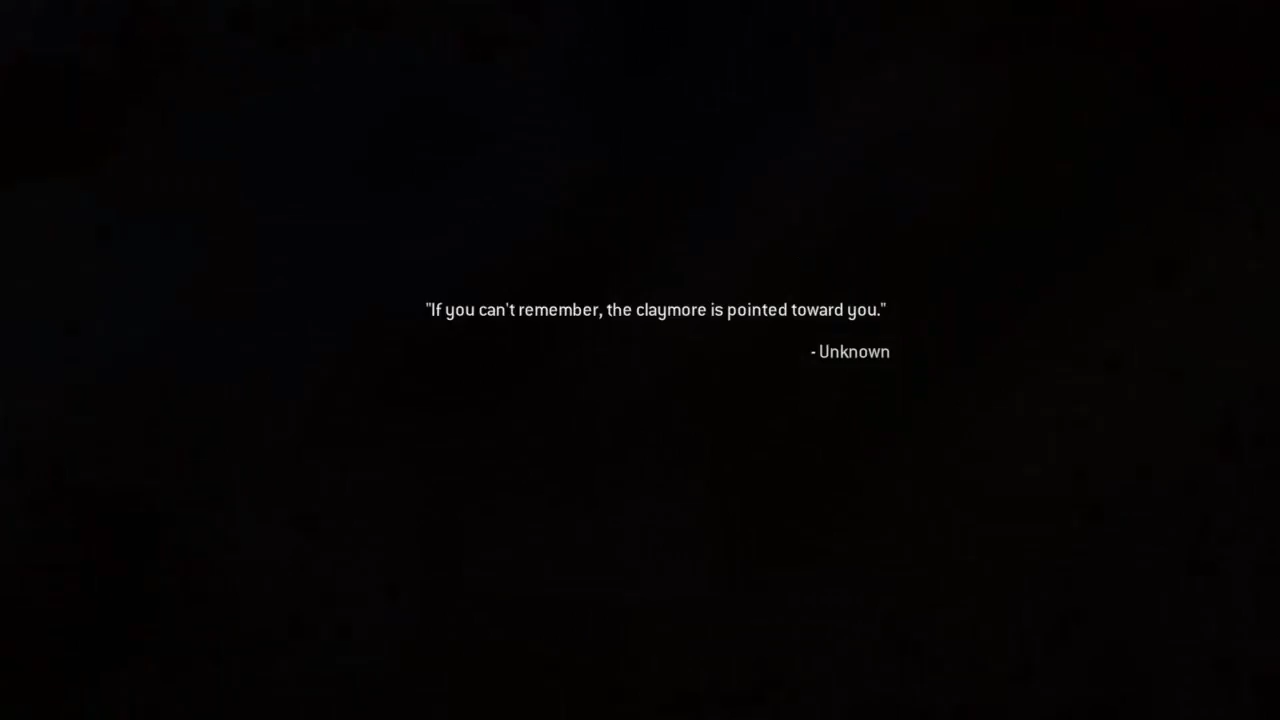 "If you can't remember, the claymore is pointed toward you."
- Unknown